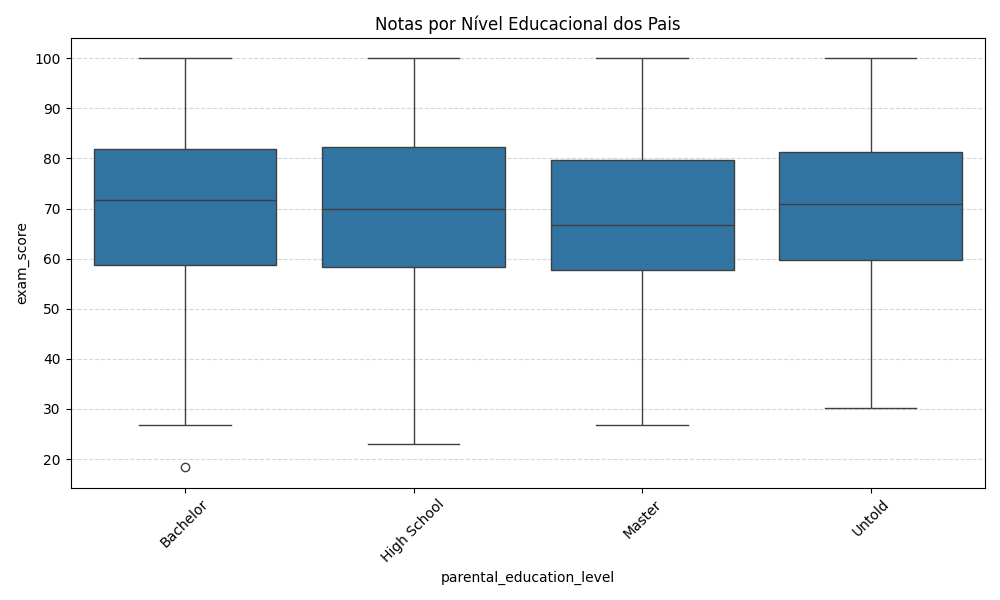 Notas por Nível Educacional dos Pais
exam_score
100
90
80
70
60
50
40
30
20
Bachelor
High School
Master
Untold
parental_education_level